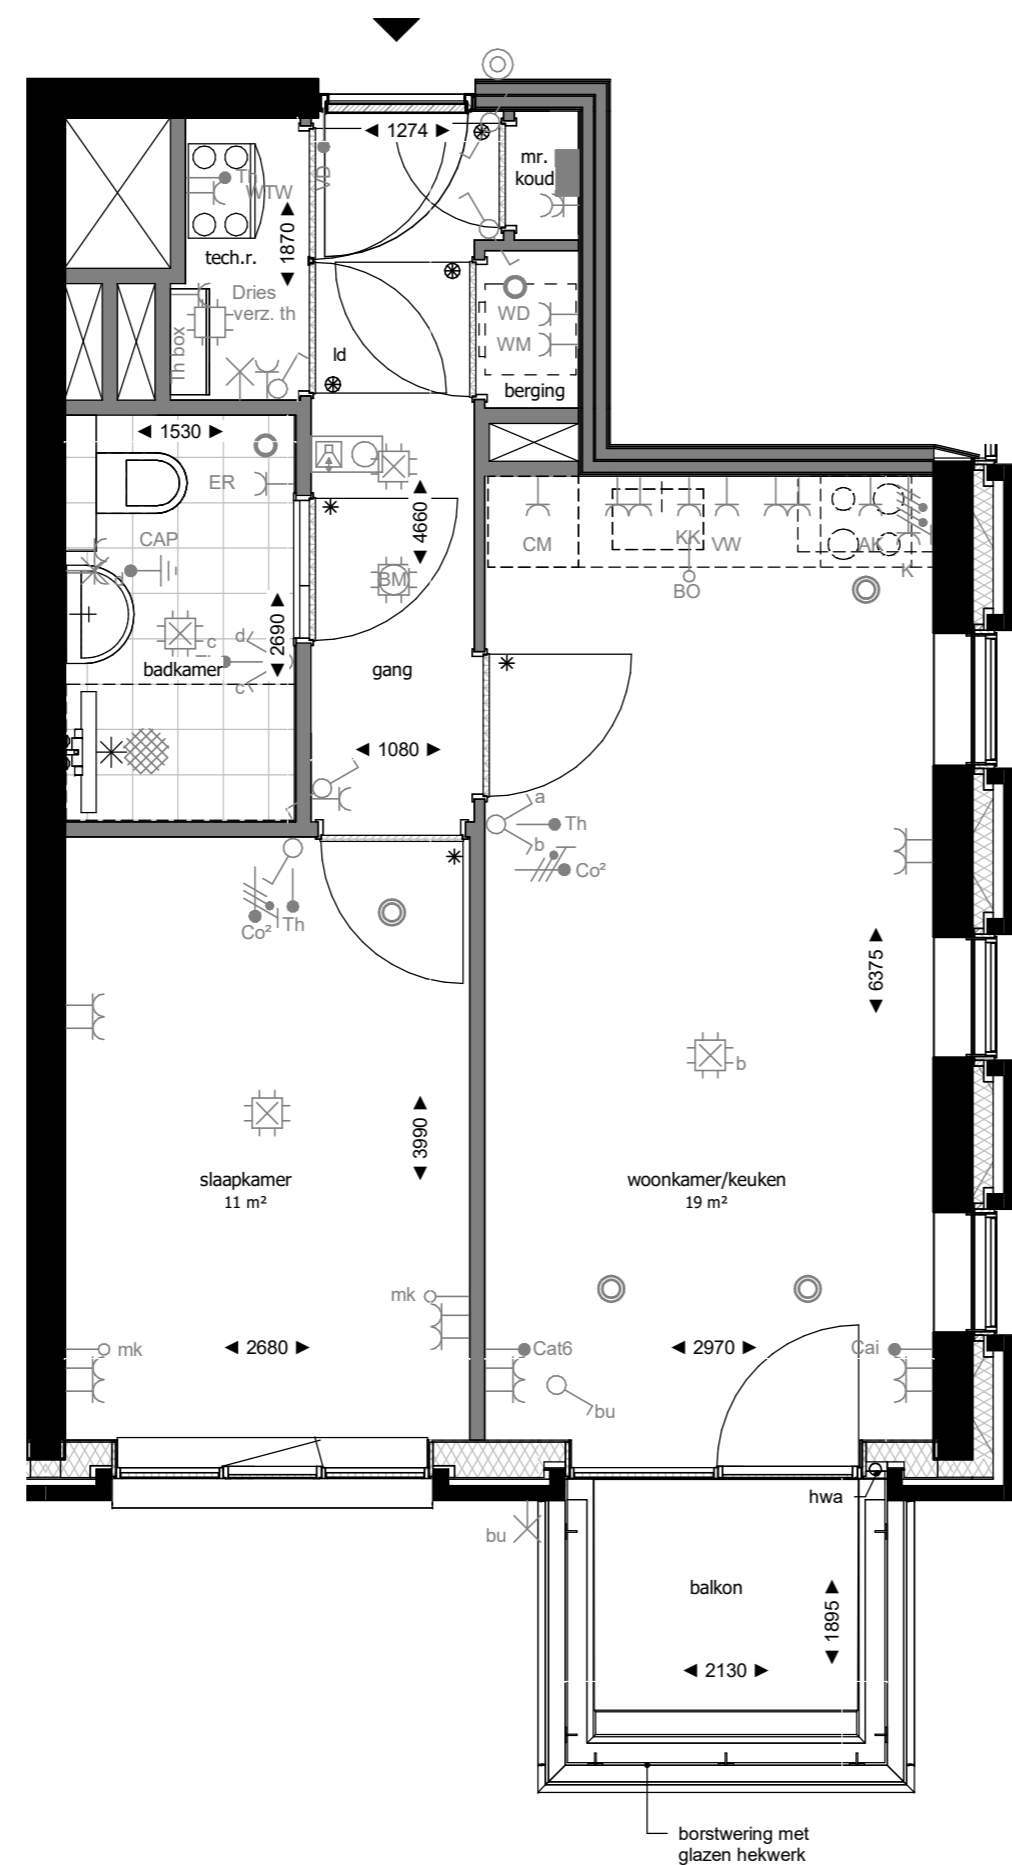 1274
mr.
koud
Th
WTW
VD
1870
tech.r.
Dries
verz. th
WD
WM
Th box
ld
berging
1530
ER
4660
CM
KK
VW
AK
K
CAP
BM
BO
2690
d
c
badkamer
c
gang
1080
a
Th
b
Co²
Co²
Th
6375
b
3990
slaapkamer
11 m²
woonkamer/keuken
19 m²
mk
mk
2680
Cat6
2970
Cai
bu
hwa
bu
balkon
1895
2130
borstwering met
glazen hekwerk